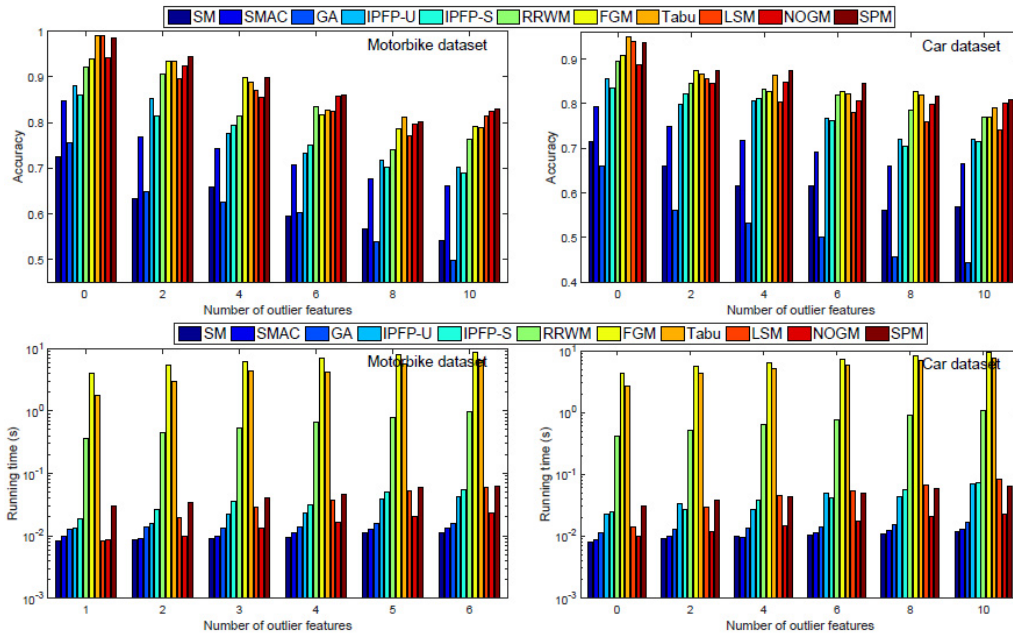 SM SMAC GA IPFP-U IPFP-S RRWM FGM Tabu LSM NOGM SPM
Motorbike dataset
1
0.9
0.8
0.7
0.6
0.5
Accuracy
0 2 4 6 8 10
Number of outlier features
Car dataset
0.9
0.8
0.7
0.6
0.5
0.4
Accuracy
0 2 4 6 8 10
Number of outlier features
SM SMAC GA IPFP-U IPFP-S RRWM FGM Tabu LSM NOGM SPM
Motorbike dataset
10^1
10^0
10^-1
10^-2
10^-3
Running time (s)
1 2 3 4 5 6
Number of outlier features
Car dataset
10^1
10^0
10^-1
10^-2
10^-3
Running time (s)
0 2 4 6 8 10
Number of outlier features